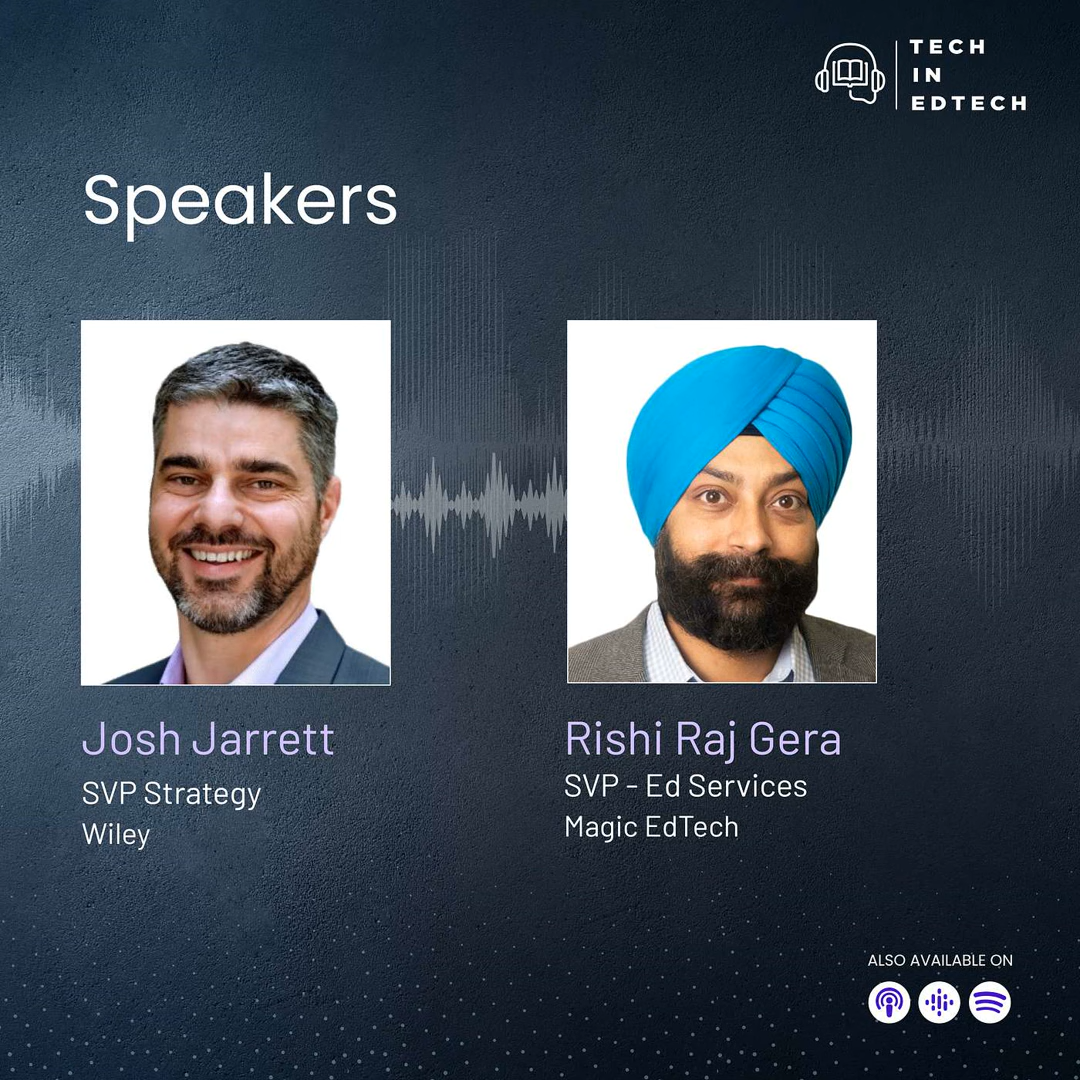 TECH
IN
EDTECH
Speakers
Josh Jarrett
SVP Strategy
Wiley
Rishi Raj Gera
SVP - Ed Services
Magic EdTech
ALSO AVAILABLE ON